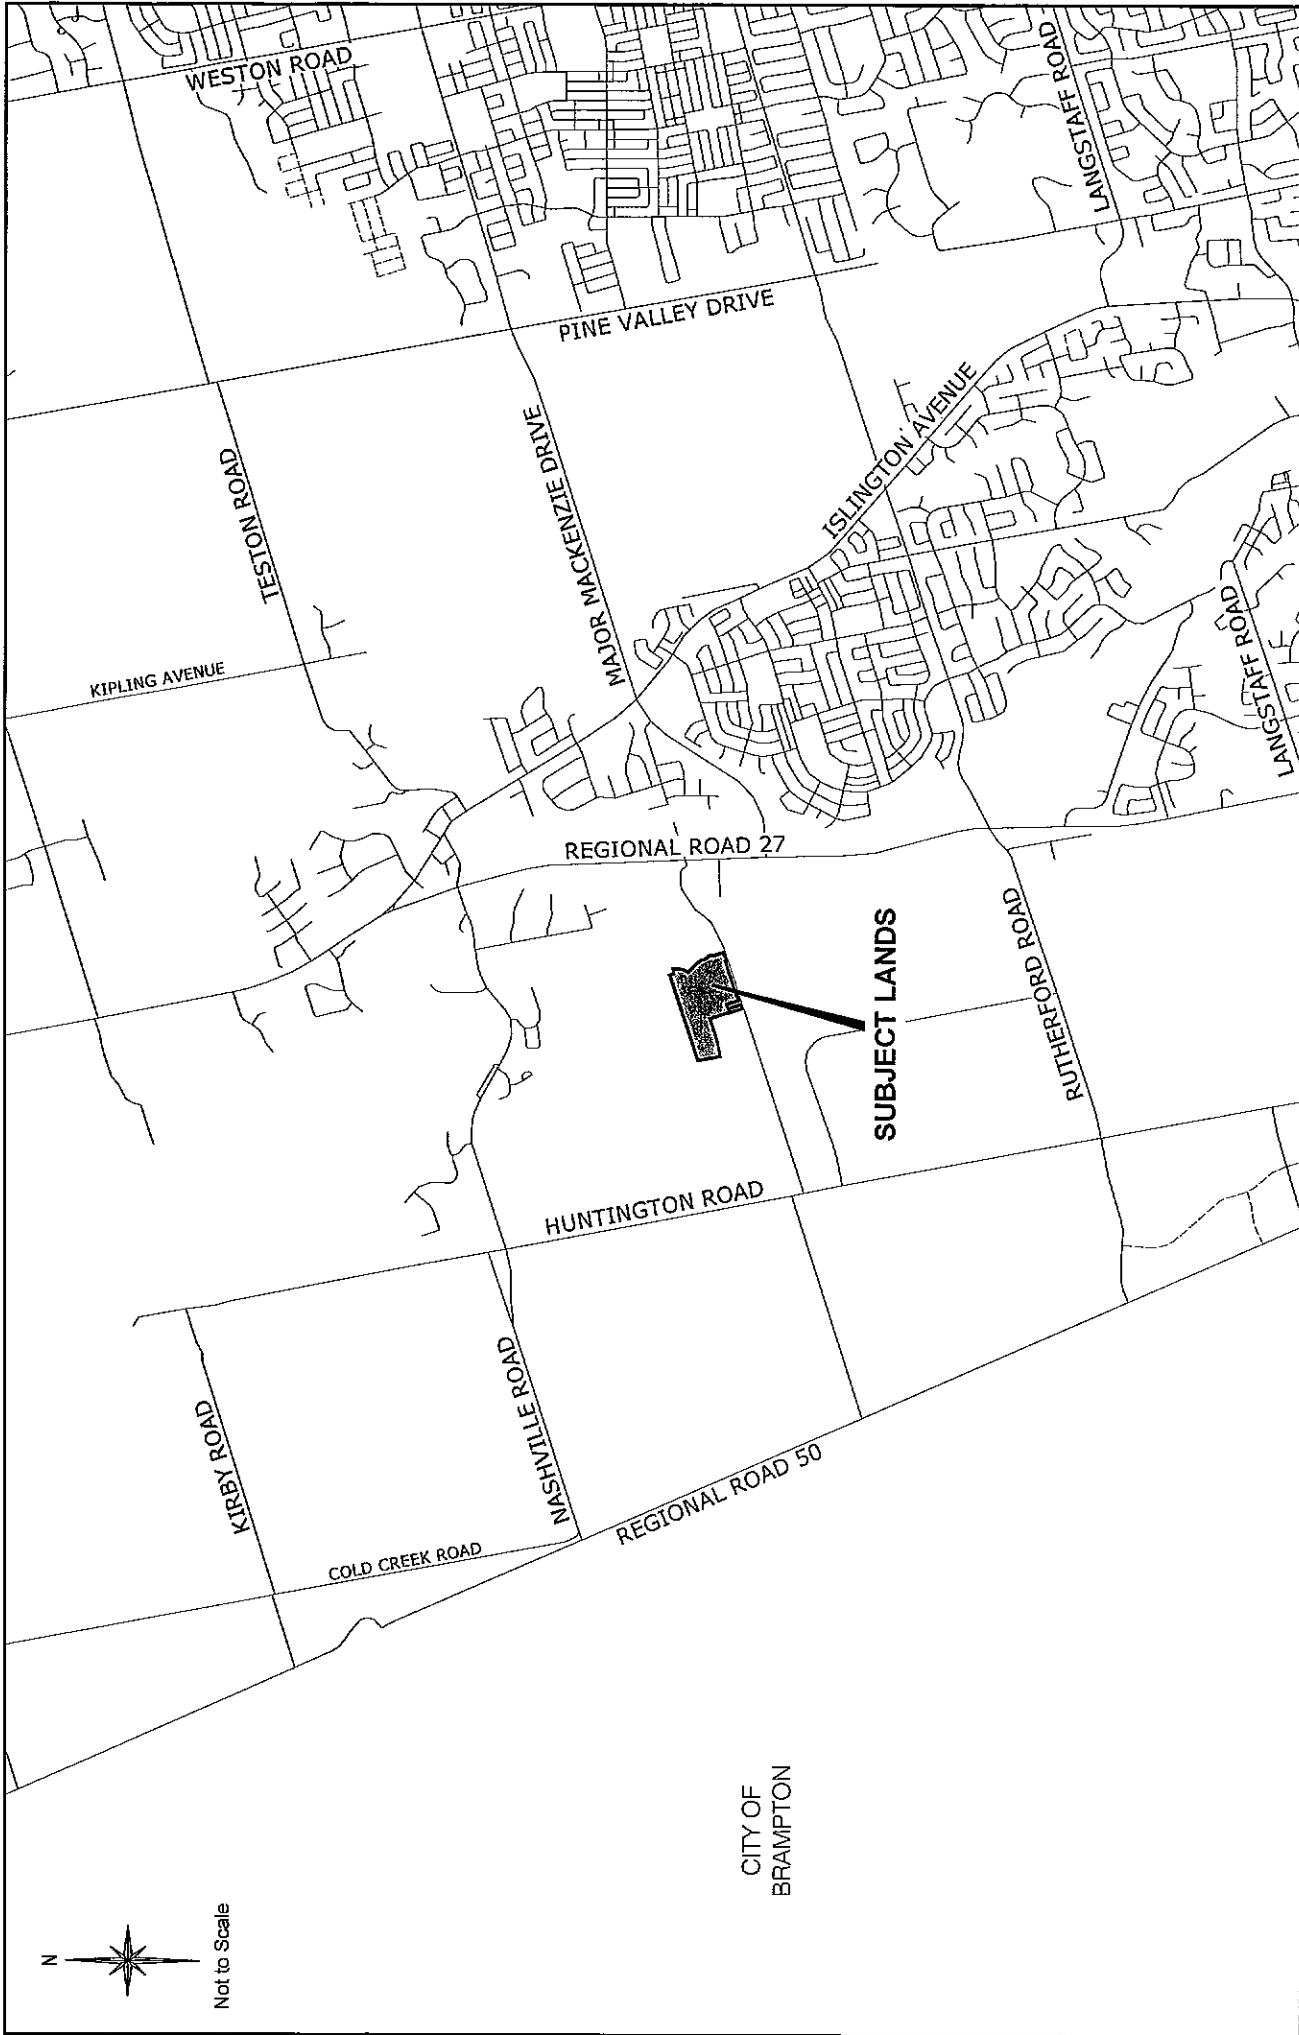 N
Not to Scale
CITY OF
BRAMPTON
KIRBY ROAD
COLD CREEK ROAD
NASHVILLE ROAD
REGIONAL ROAD 50
HUNTINGTON ROAD
SUBJECT LANDS
RUTHERFORD ROAD
REGIONAL ROAD 27
KIPLING AVENUE
TESTON ROAD
MAJOR MACKENZIE DRIVE
ISLINGTON AVENUE
LANGSTAFF ROAD
PINE VALLEY DRIVE
WESTON ROAD
LANGSTAFF ROAD